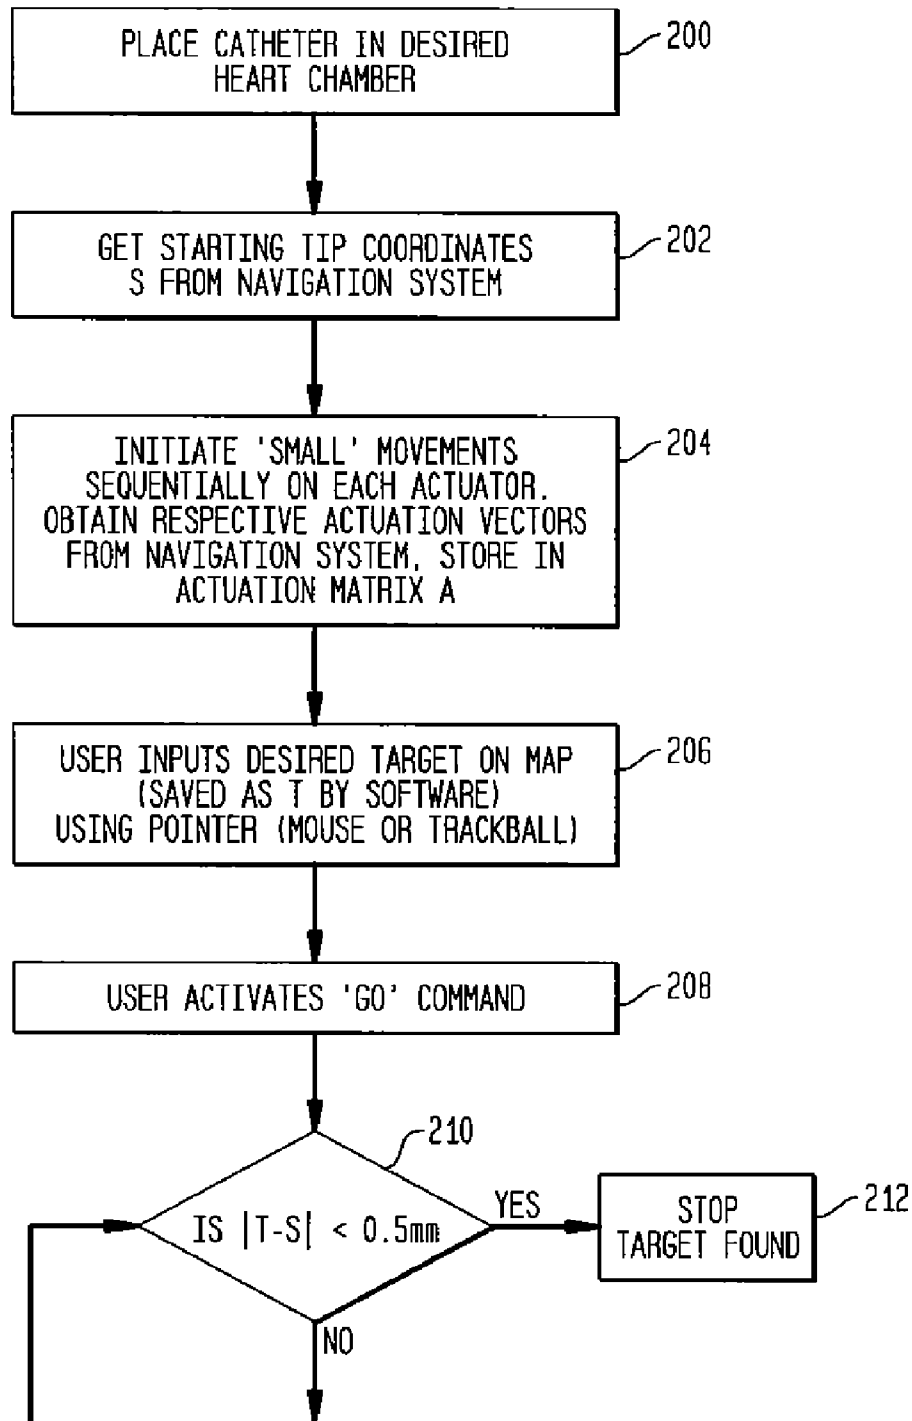 PLACE CATHETER IN DESIRED
HEART CHAMBER
200
GET STARTING TIP COORDINATES
S FROM NAVIGATION SYSTEM
202
INITIATE 'SMALL' MOVEMENTS
SEQUENTIALLY ON EACH ACTUATOR.
OBTAIN RESPECTIVE ACTUATION VECTORS
FROM NAVIGATION SYSTEM, STORE IN
ACTUATION MATRIX A
204
USER INPUTS DESIRED TARGET ON MAP
(SAVED AS T BY SOFTWARE)
USING POINTER (MOUSE OR TRACKBALL)
206
USER ACTIVATES 'GO' COMMAND
208
210
IS |T-S| < 0.5mm
YES
STOP
TARGET FOUND
212
NO